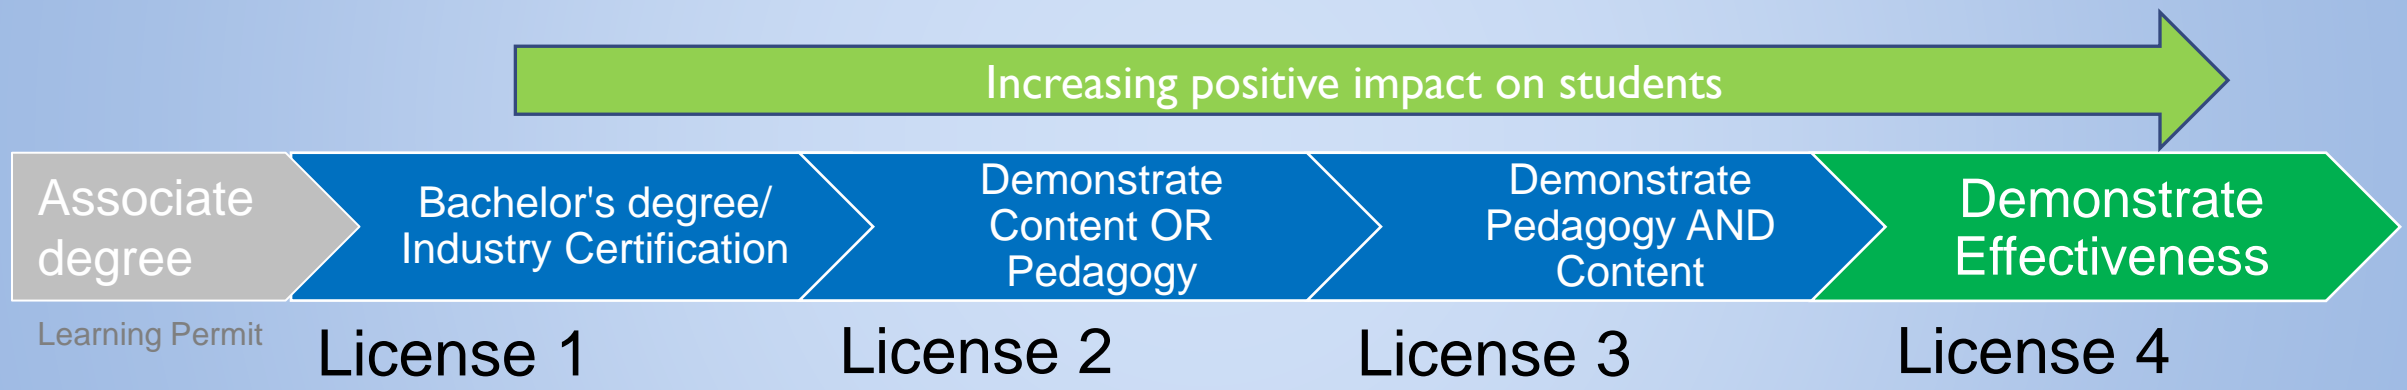 Increasing positive impact on students
Associate
degree
Bachelor's degree/
Industry Certification
Demonstrate
Content OR
Pedagogy
Demonstrate
Pedagogy AND
Content
Demonstrate
Effectiveness
Learning Permit
License 1
License 2
License 3
License 4